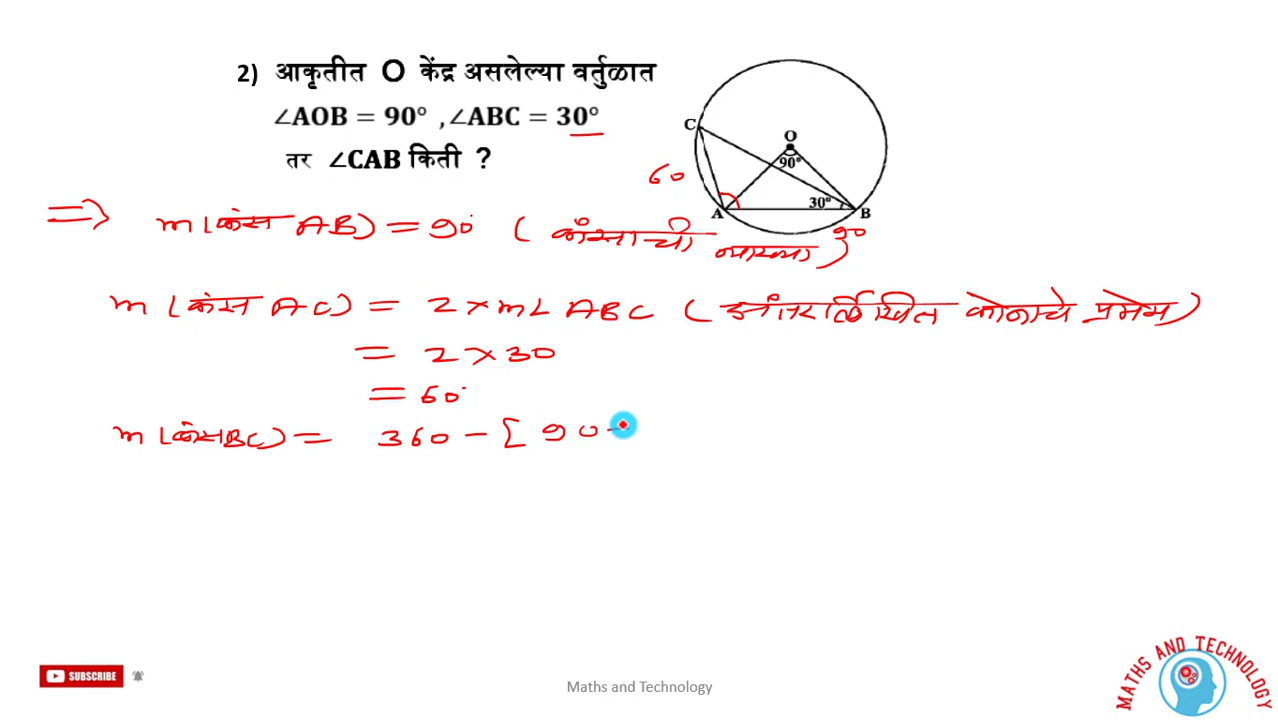 2) आकृतीत O केंद्र असलेल्या वर्तुळात
∠AOB = 90° , ∠ABC = 30°
तर ∠CAB किती ?
C
O
90°
30°
A
B
60
90
⇒ m (कंस AB) = 90° ( कंसाची व्याख्या )
m (कंस AC) = 2 × m∠ABC ( अंतर्लिखित कोनाचे प्रमेय )
= 2 × 30
= 60°
m (कंस BC) = 360 - [ 90 +
SUBSCRIBE
Maths and Technology
MATHS AND TECHNOLOGY